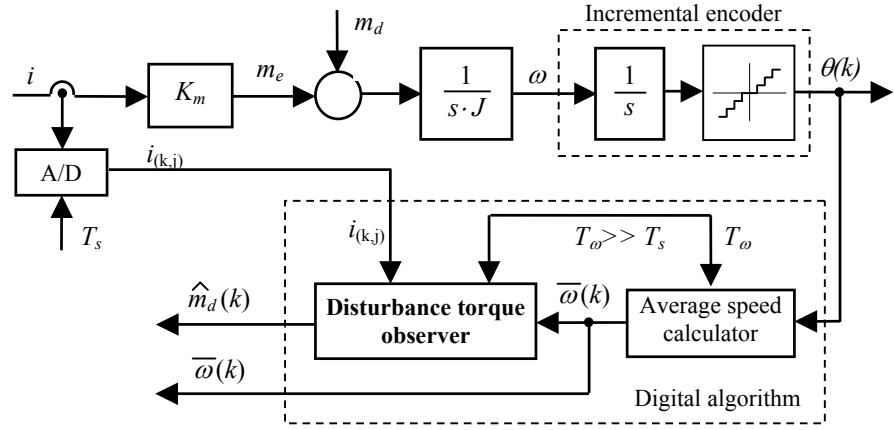 Incremental encoder
m_d
i
K_m
m_e
1
s·J
ω
1
s
θ(k)
A/D
i_(k,j)
T_s
i_(k,j)
T_ω>> T_s
T_ω
m̂_d(k)
Disturbance torque
observer
ω̅(k)
Average speed
calculator
ω̅(k)
Digital algorithm